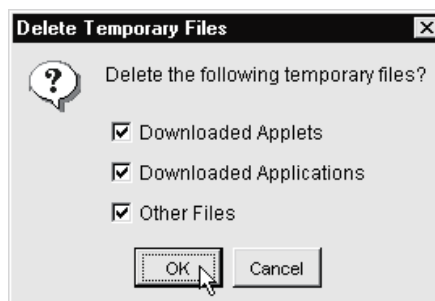 Delete Temporary Files
Delete the following temporary files?
Downloaded Applets
Downloaded Applications
Other Files
OK Cancel